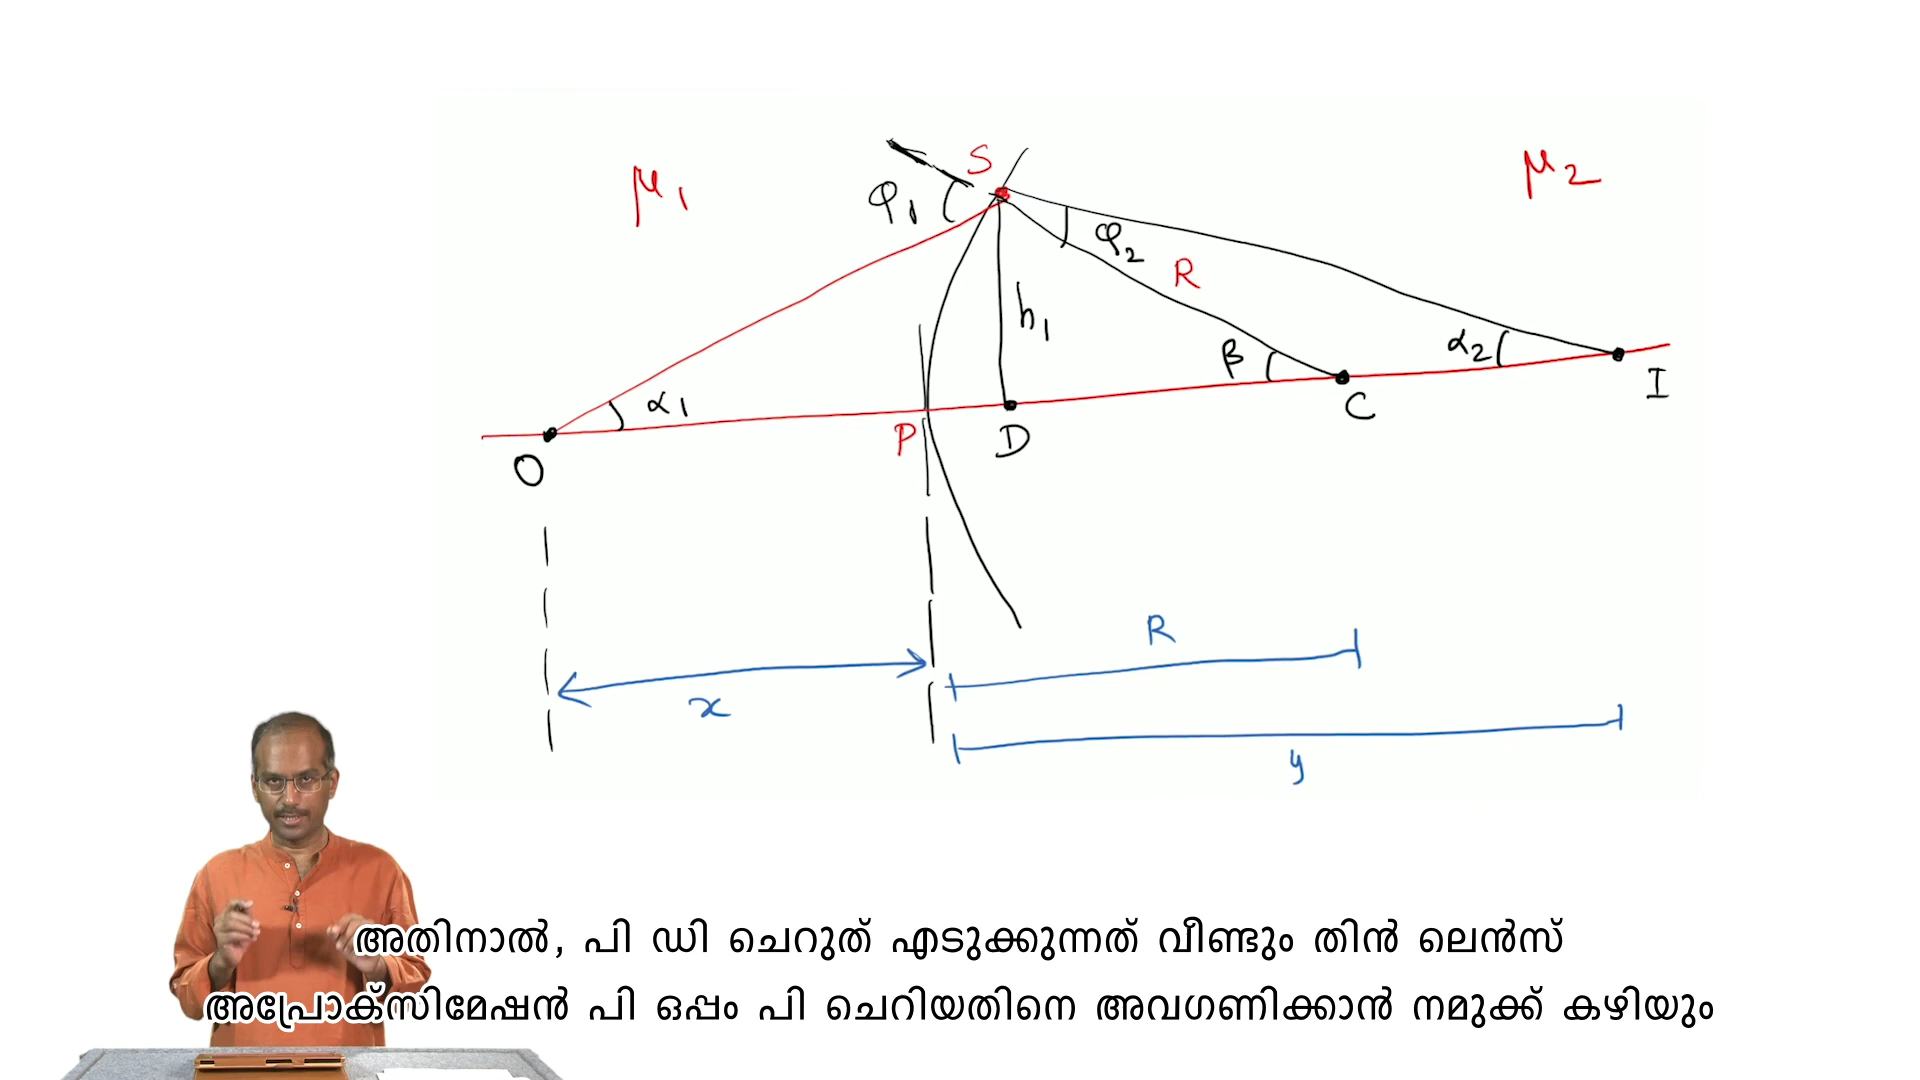 S
μ₁
μ₂
φ₁
φ₂
R
h₁
β
α₂
α₁
I
C
P
D
O
R
x
y
അതിനാൽ, പി ഡി ചെറുത് എടുക്കുന്നത് വീണ്ടും തിൻ ലെൻസ്
അപ്രോക്സിമേഷൻ പി ഒപ്പം പി ചെറിയതിനെ അവഗണിക്കാൻ നമുക്ക് കഴിയും